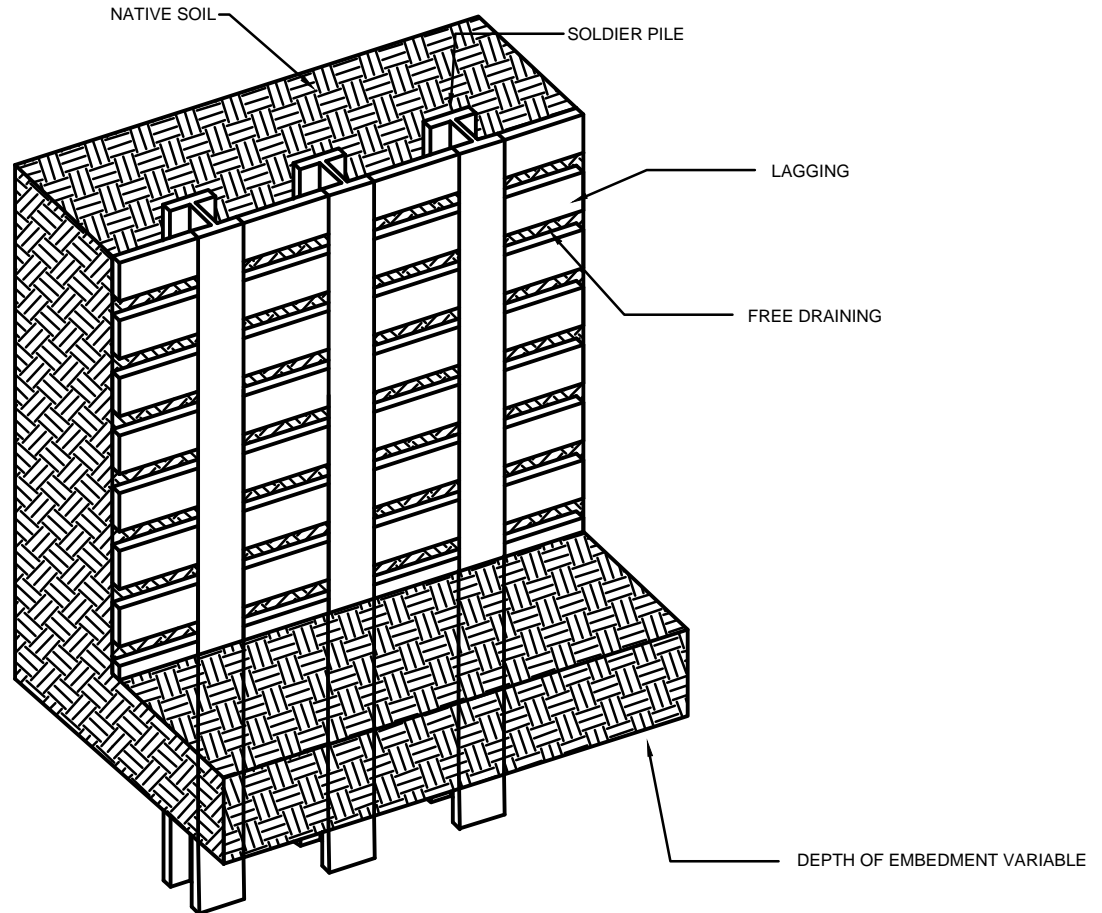 NATIVE SOIL
SOLDIER PILE
LAGGING
FREE DRAINING
DEPTH OF EMBEDMENT VARIABLE